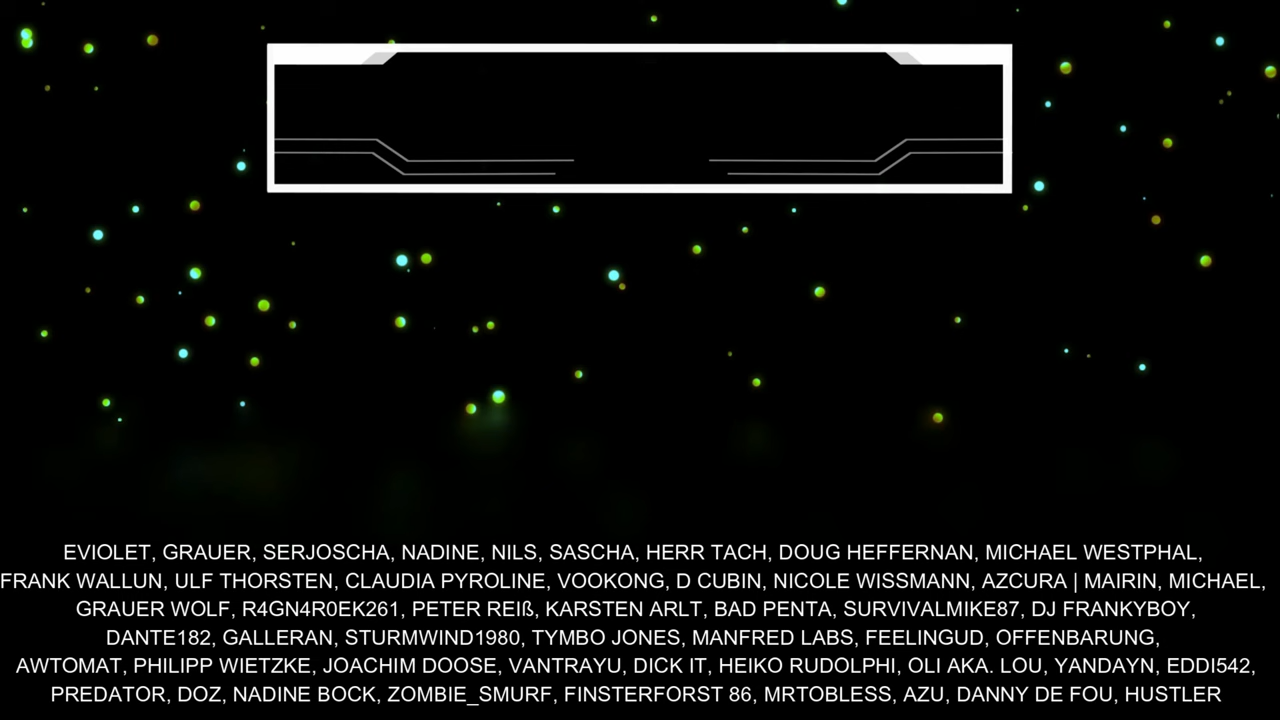 EVIOLET, GRAUER, SERJOSCHA, NADINE, NILS, SASCHA, HERR TACH, DOUG HEFFERNAN, MICHAEL WESTPHAL,
FRANK WALLUN, ULF THORSTEN, CLAUDIA PYROLINE, VOOKONG, D CUBIN, NICOLE WISSMANN, AZCURA | MAIRIN, MICHAEL,
GRAUER WOLF, R4GN4R0EK261, PETER REIß, KARSTEN ARLT, BAD PENTA, SURVIVALMIKE87, DJ FRANKYBOY,
DANTE182, GALLERAN, STURMWIND1980, TYMBO JONES, MANFRED LABS, FEELINGUD, OFFENBARUNG,
AWTOMAT, PHILIPP WIETZKE, JOACHIM DOOSE, VANTRAYU, DICK IT, HEIKO RUDOLPHI, OLI AKA. LOU, YANDAYN, EDDI542,
PREDATOR, DOZ, NADINE BOCK, ZOMBIE_SMURF, FINSTERFORST 86, MRTOBLESS, AZU, DANNY DE FOU, HUSTLER